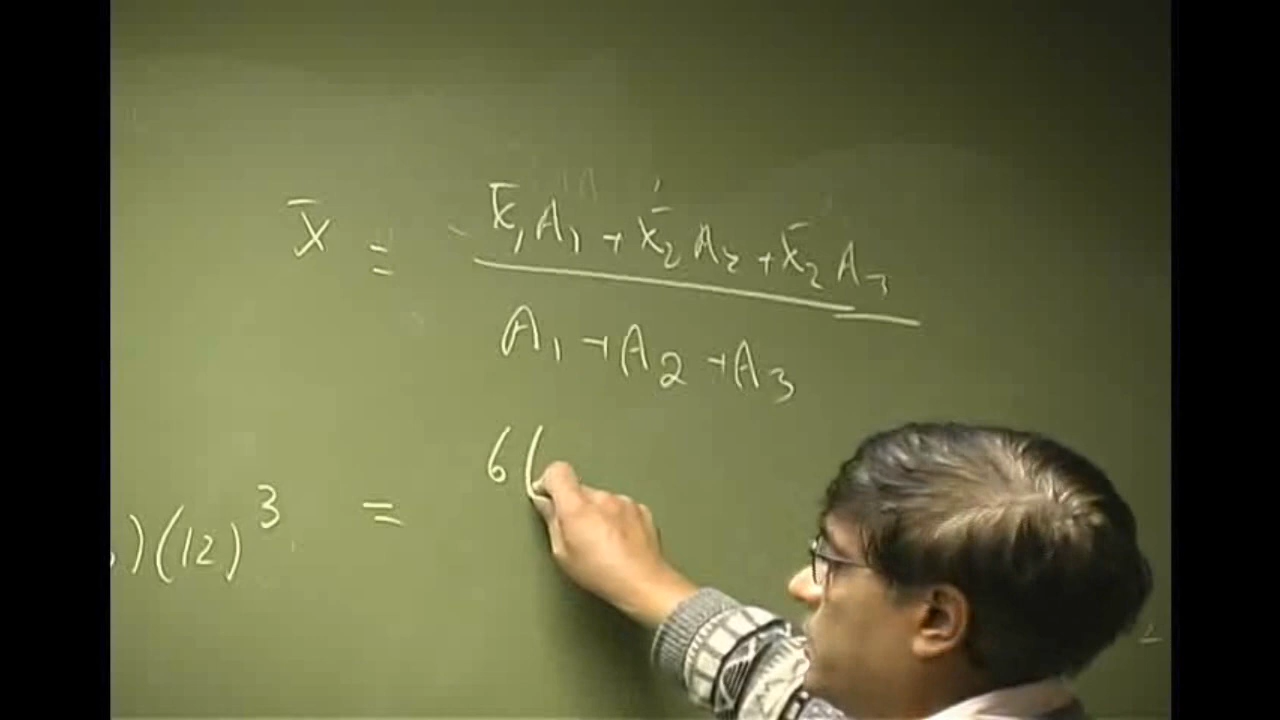 x̄ = x̄₁A₁ + x̄₂A₂ + x̄₂A₃
A₁ + A₂ + A₃
)(12)³ = 6(